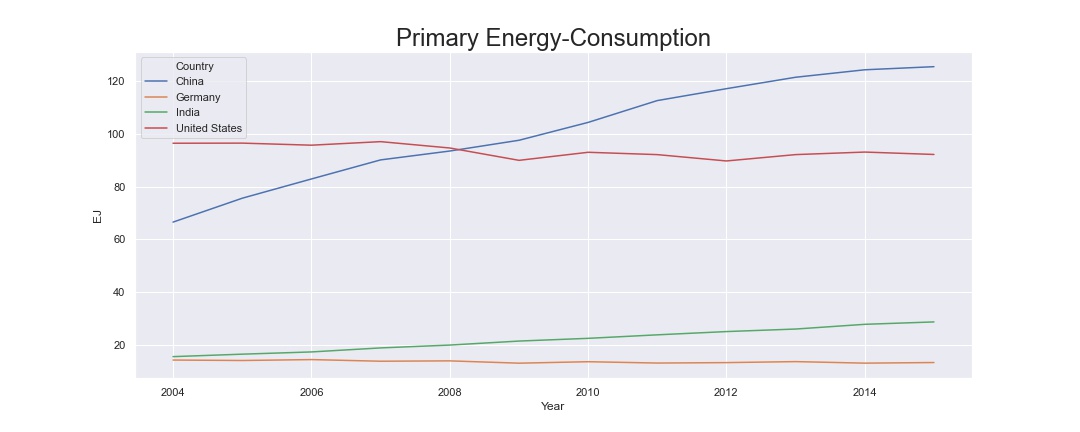 Primary Energy-Consumption
Country
China
Germany
India
United States
120
100
80
60
40
20
EJ
2004
2006
2008
2010
2012
2014
Year